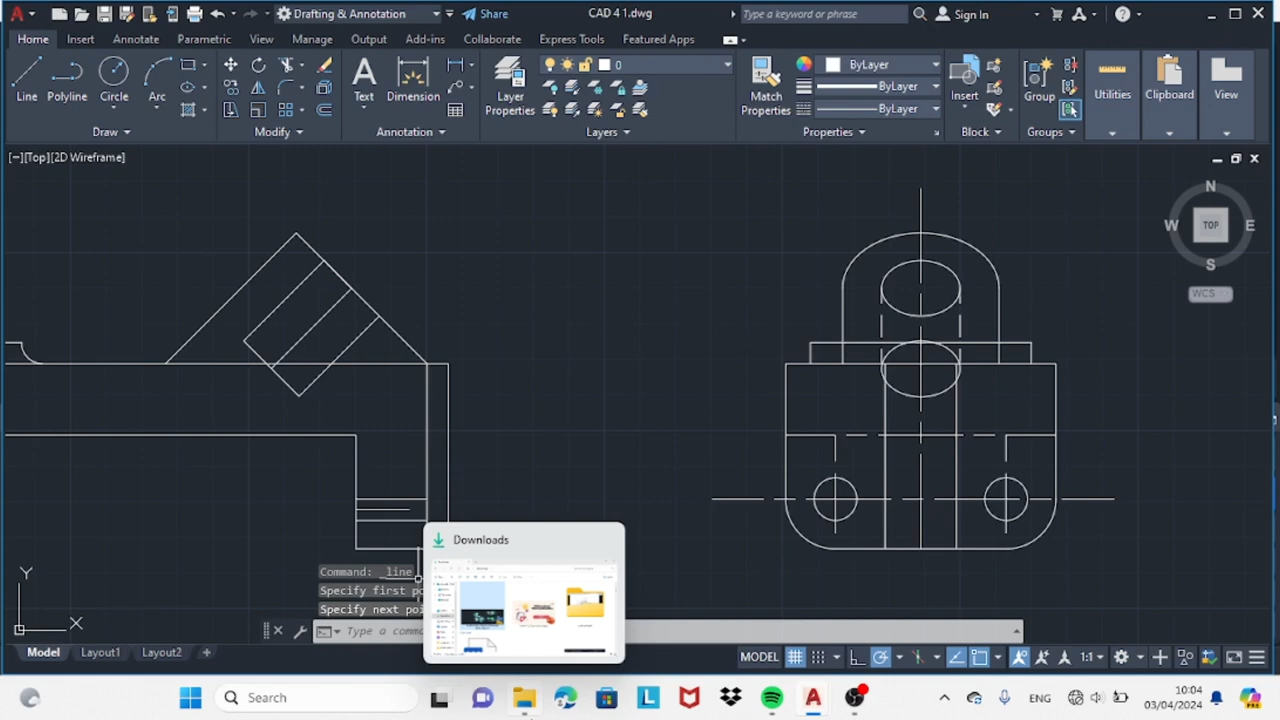 Drafting & Annotation
Share
CAD 4 1.dwg
Type a keyword or phrase
Sign In
Home
Insert
Annotate
Parametric
View
Manage
Output
Add-ins
Collaborate
Express Tools
Featured Apps
Line
Polyline
Circle
Arc
Text
Dimension
Layer
Properties
0
Match
Properties
ByLayer
ByLayer
ByLayer
Insert
Group
Utilities
Clipboard
View
Draw
Modify
Annotation
Layers
Properties
Block
Groups
[−][Top][2D Wireframe]
N
W
TOP
E
S
WCS
Downloads
Y
X
Command: _line
Specify first po
Specify next poi
Type a comma
Model
Layout1
Layout2
MODEL
1:1
Search
ENG
10:04
03/04/2024